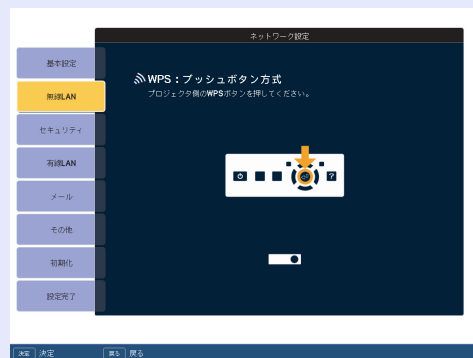 ネットワーク設定
基本設定
無線LAN
セキュリティ
有線LAN
メール
その他
初期化
設定完了
WPS：プッシュボタン方式
プロジェクタ側のWPSボタンを押してください。
?
決定 決定 戻る 戻る